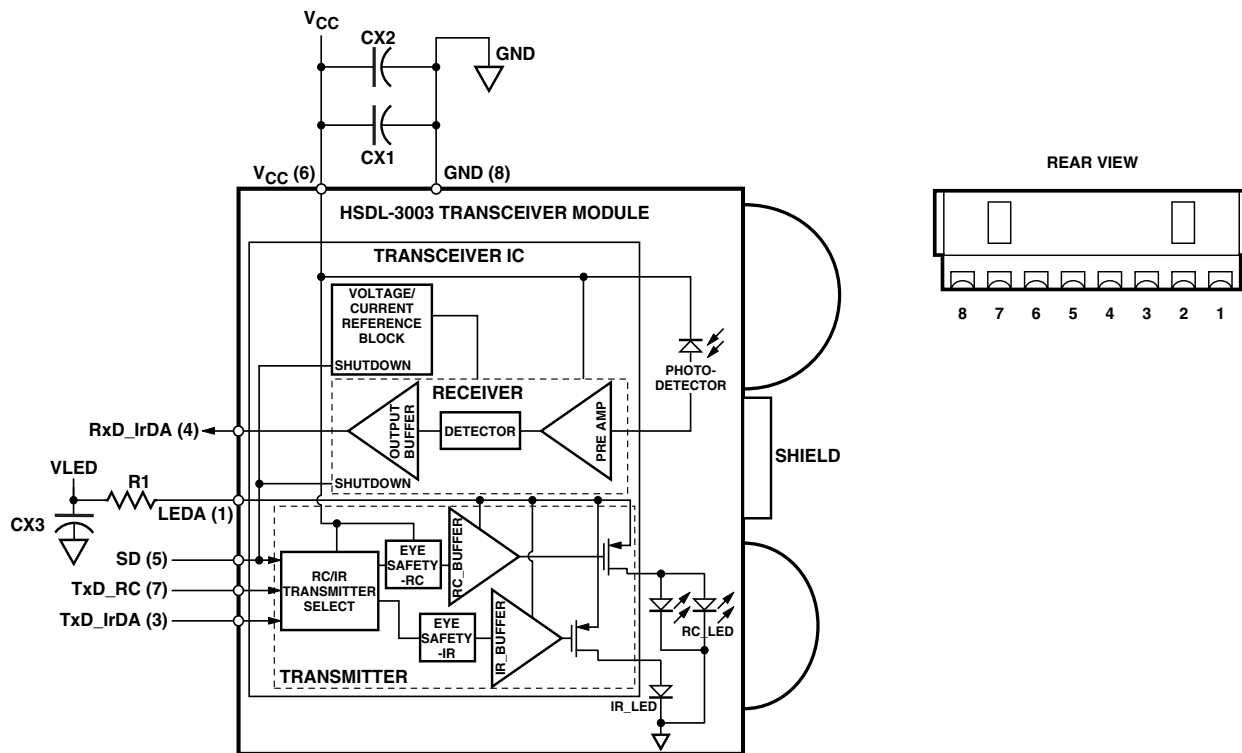 VCC
CX2
GND
CX1
VCC (6)
GND (8)
HSDL-3003 TRANSCEIVER MODULE
TRANSCEIVER IC
VOLTAGE/
CURRENT
REFERENCE
BLOCK
SHUTDOWN
PHOTO-
DETECTOR
RECEIVER
OUTPUT
BUFFER
DETECTOR
PRE AMP
RxD_IrDA (4)
SHUTDOWN
SHIELD
VLED
R1
LEDA (1)
CX3
SD (5)
TxD_RC (7)
TxD_IrDA (3)
RC/IR
TRANSMITTER
SELECT
EYE
SAFETY
-RC
RC_BUFFER
EYE
SAFETY
-IR
IR_BUFFER
RC_LED
TRANSMITTER
IR_LED
REAR VIEW
8 7 6 5 4 3 2 1